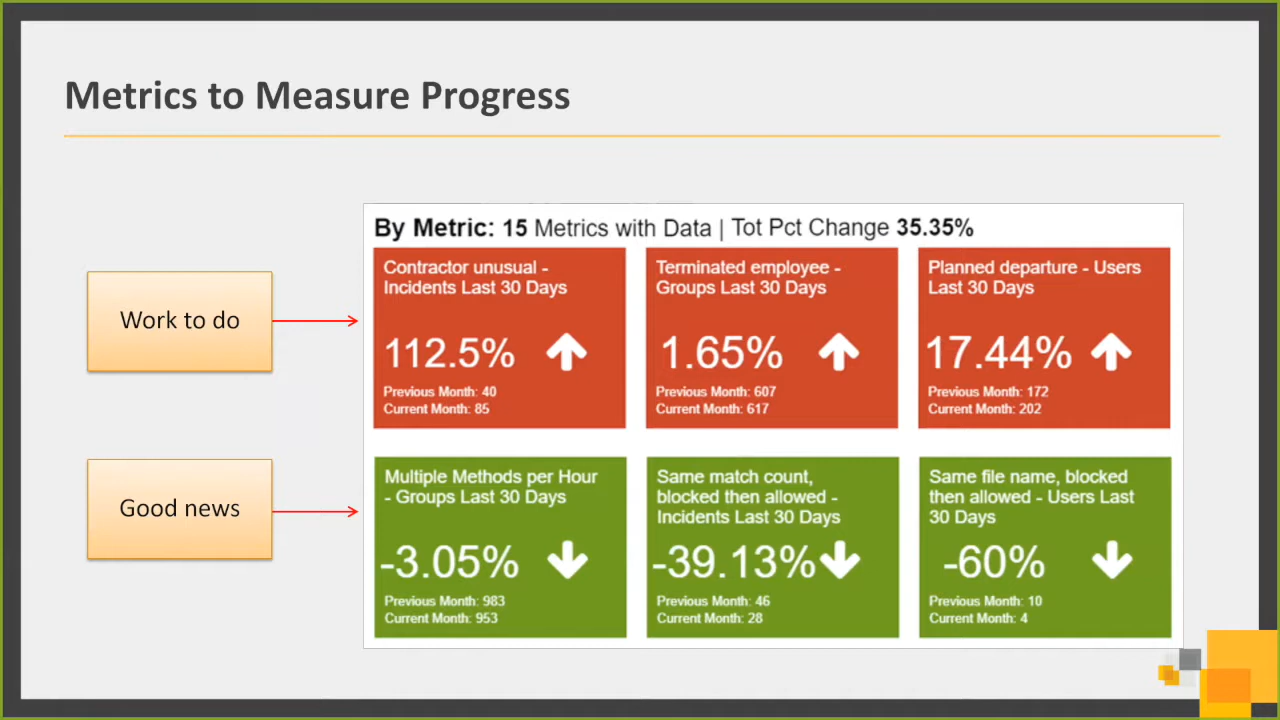 Metrics to Measure Progress
By Metric: 15 Metrics with Data | Tot Pct Change 35.35%
Work to do
Contractor unusual -
Incidents Last 30 Days
112.5%
Previous Month: 40
Current Month: 85
Terminated employee -
Groups Last 30 Days
1.65%
Previous Month: 607
Current Month: 617
Planned departure - Users
Last 30 Days
17.44%
Previous Month: 172
Current Month: 202
Good news
Multiple Methods per Hour
- Groups Last 30 Days
-3.05%
Previous Month: 983
Current Month: 953
Same match count,
blocked then allowed -
Incidents Last 30 Days
-39.13%
Previous Month: 46
Current Month: 28
Same file name, blocked
then allowed - Users Last
30 Days
-60%
Previous Month: 10
Current Month: 4